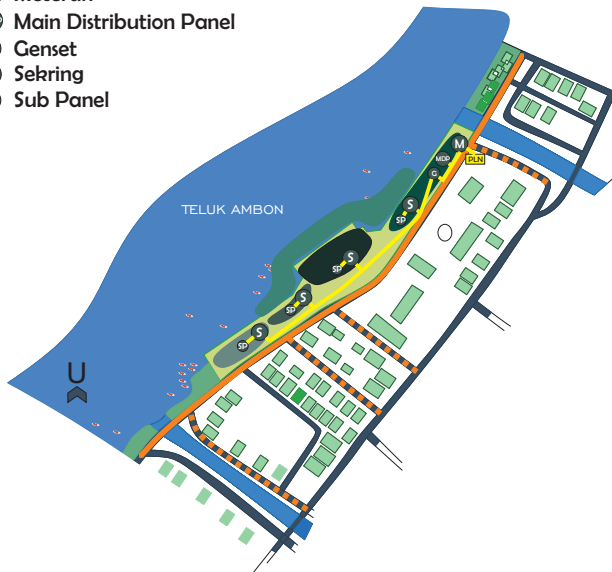 Main Distribution Panel
Genset
Sekring
Sub Panel
M
MDP
PLN
G
S
SP
TELUK AMBON
S
SP
S
SP
S
SP
U